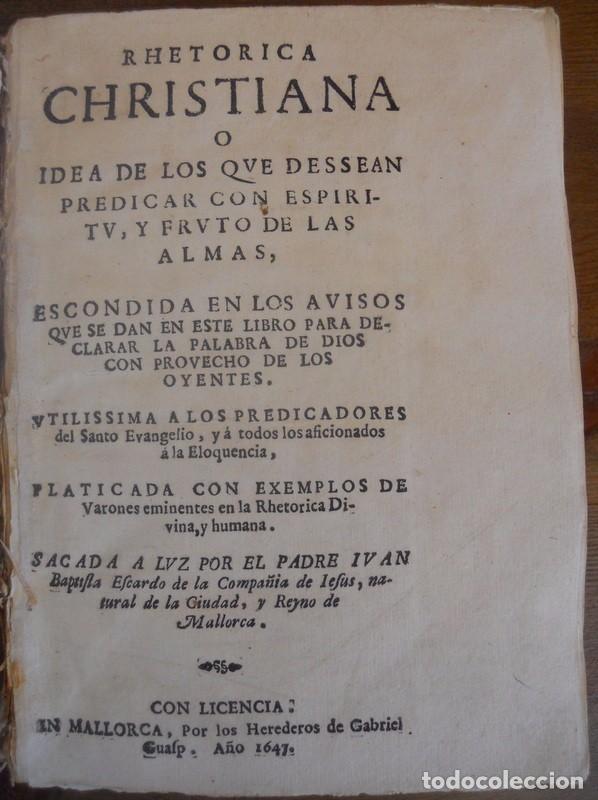 RHETORICA
CHRISTIANA
O
IDEA DE LOS QVE DESSEAN
PREDICAR CON ESPIRI-
TV, Y FRVTO DE LAS
ALMAS,
ESCONDIDA EN LOS AVISOS
QVE SE DAN EN ESTE LIBRO PARA DE-
CLARAR LA PALABRA DE DIOS
CON PROVECHO DE LOS
OYENTES.
VTILISSIMA A LOS PREDICADORES
del Santo Evangelio, y á todos los aficionados
á la Eloquencia,
PLATICADA CON EXEMPLOS DE
Varones eminentes en la Rhetorica Di-
vina, y humana.
SACADA A LVZ POR EL PADRE IVAN
Baptiſta Eſcardo de la Compañia de Ieſus, na-
tural de la Ciudad, y Reyno de
Mallorca.
CON LICENCIA:
EN MALLORCA, Por los Herederos de Gabriel
Guaſp. Año 1647.
todocoleccion